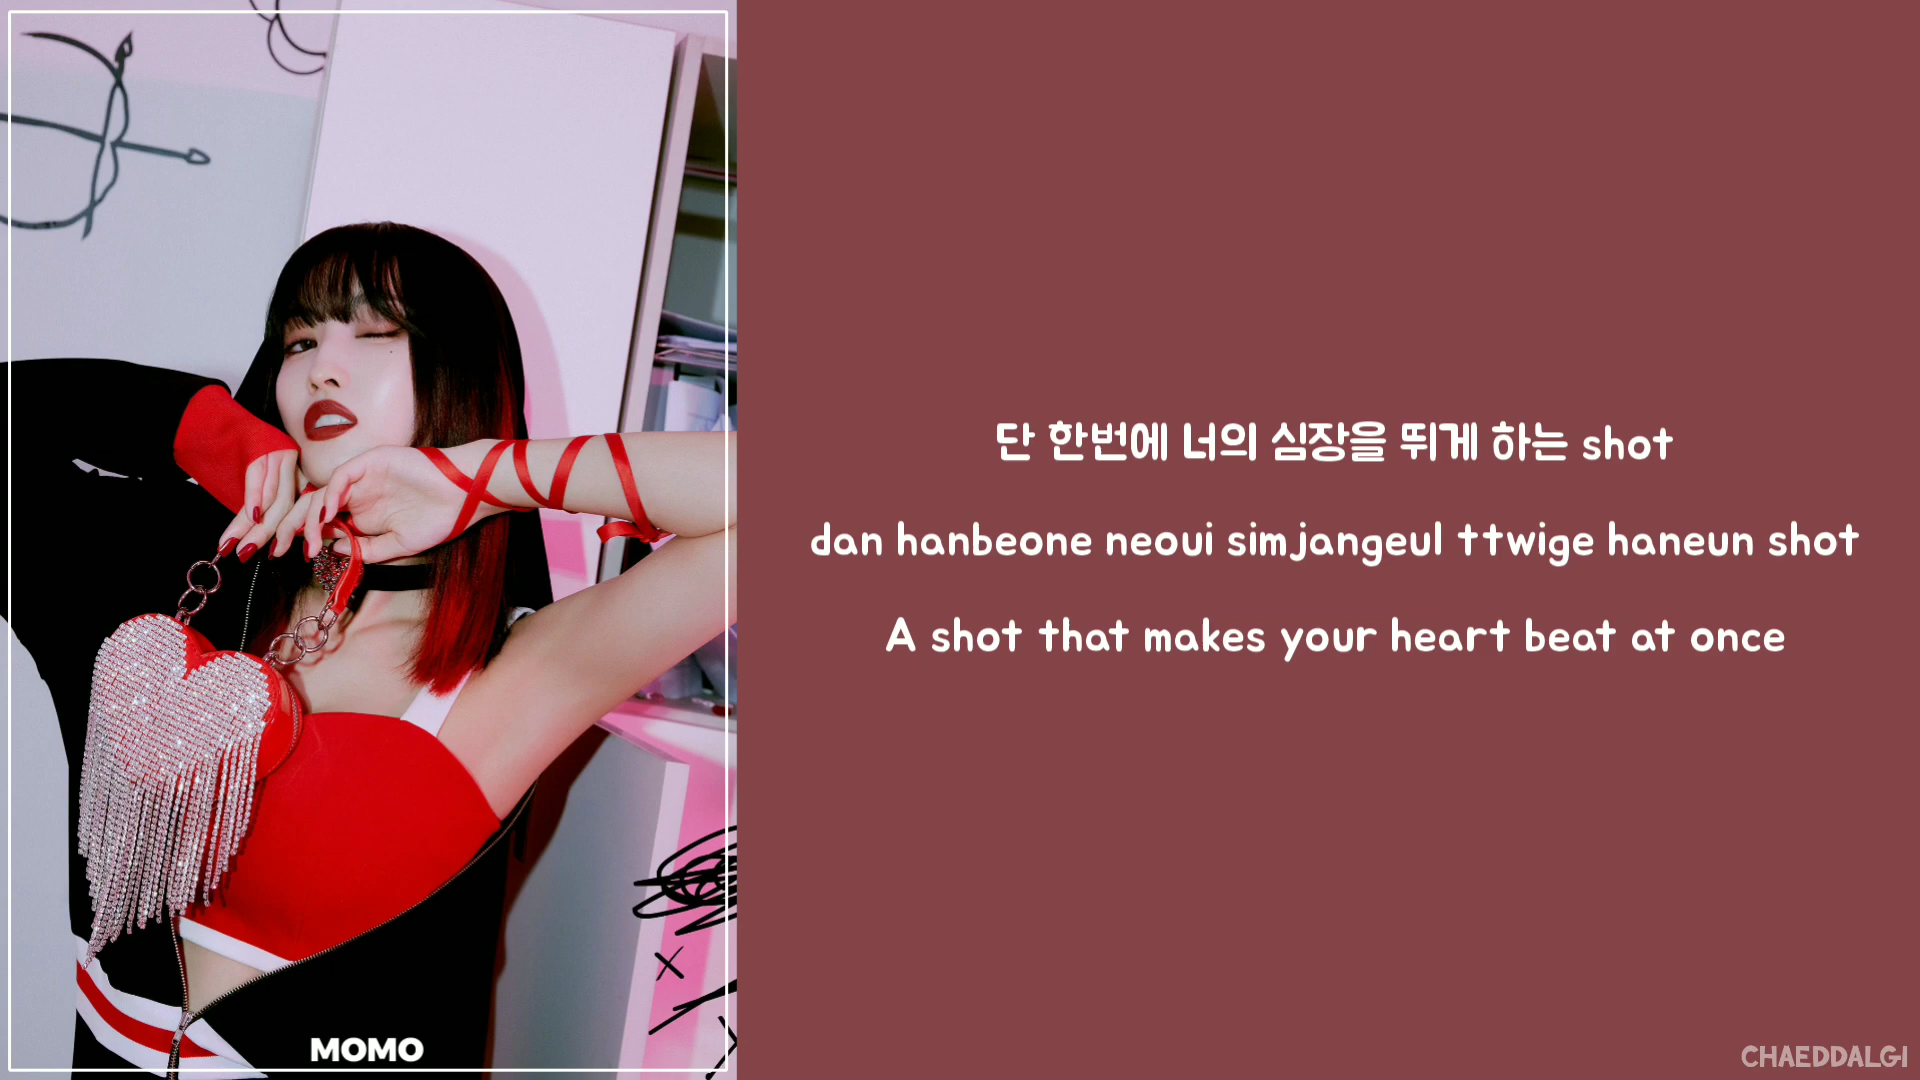 단 한번에 너의 심장을 뛰게 하는 shot
dan hanbeone neoui simjangeul ttwige haneun shot
A shot that makes your heart beat at once
MOMO
CHAEDDALGI